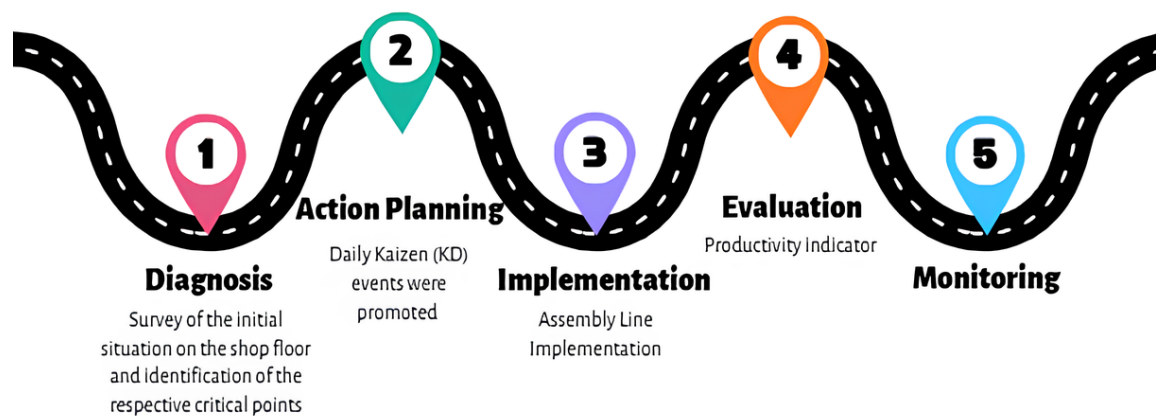 1
Diagnosis
Survey of the initial
situation on the shop floor
and identification of the
respective critical points
2
Action Planning
Daily Kaizen (KD)
events were
promoted
3
Implementation
Assembly Line
Implementation
4
Evaluation
Productivity Indicator
5
Monitoring